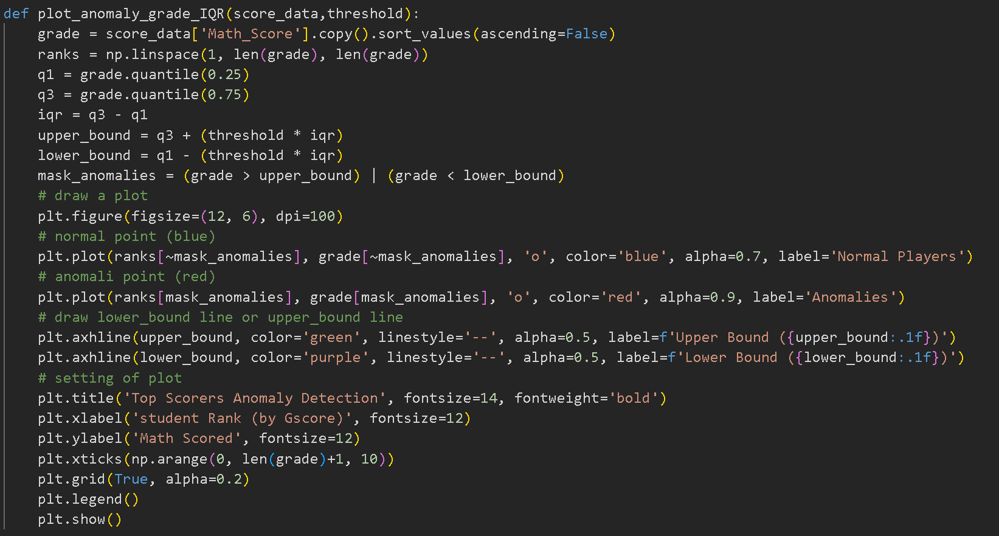 def plot_anomaly_grade_IQR(score_data,threshold):
    grade = score_data['Math_Score'].copy().sort_values(ascending=False)
    ranks = np.linspace(1, len(grade), len(grade))
    q1 = grade.quantile(0.25)
    q3 = grade.quantile(0.75)
    iqr = q3 - q1
    upper_bound = q3 + (threshold * iqr)
    lower_bound = q1 - (threshold * iqr)
    mask_anomalies = (grade > upper_bound) | (grade < lower_bound)
    # draw a plot
    plt.figure(figsize=(12, 6), dpi=100)
    # normal point (blue)
    plt.plot(ranks[~mask_anomalies], grade[~mask_anomalies], 'o', color='blue', alpha=0.7, label='Normal Players')
    # anomali point (red)
    plt.plot(ranks[mask_anomalies], grade[mask_anomalies], 'o', color='red', alpha=0.9, label='Anomalies')
    # draw lower_bound line or upper_bound line
    plt.axhline(upper_bound, color='green', linestyle='--', alpha=0.5, label=f'Upper Bound ({upper_bound:.1f})')
    plt.axhline(lower_bound, color='purple', linestyle='--', alpha=0.5, label=f'Lower Bound ({lower_bound:.1f})')
    # setting of plot
    plt.title('Top Scorers Anomaly Detection', fontsize=14, fontweight='bold')
    plt.xlabel('student Rank (by Gscore)', fontsize=12)
    plt.ylabel('Math Scored', fontsize=12)
    plt.xticks(np.arange(0, len(grade)+1, 10))
    plt.grid(True, alpha=0.2)
    plt.legend()
    plt.show()